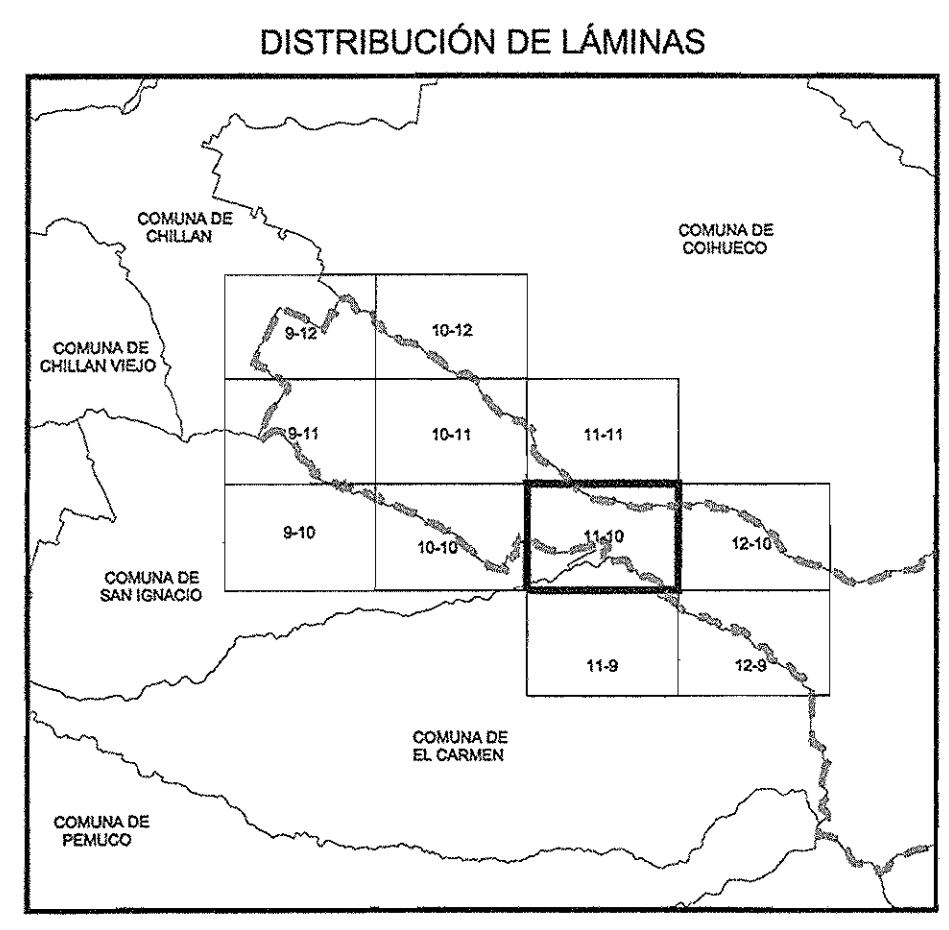 DISTRIBUCIÓN DE LÁMINAS
COMUNA DE
CHILLAN
COMUNA DE
COIHUECO
9-12
10-12
COMUNA DE
CHILLAN VIEJO
9-11
10-11
11-11
9-10
10-10
11-10
12-10
COMUNA DE
SAN IGNACIO
11-9
12-9
COMUNA DE
EL CARMEN
COMUNA DE
PEMUCO